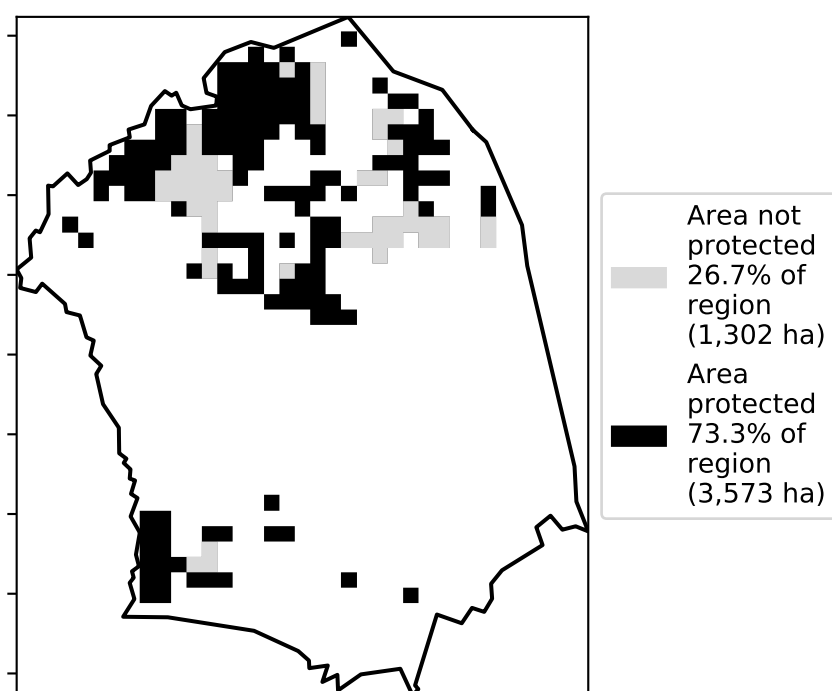 Area not
protected
26.7% of
region
(1,302 ha)
Area
protected
73.3% of
region
(3,573 ha)